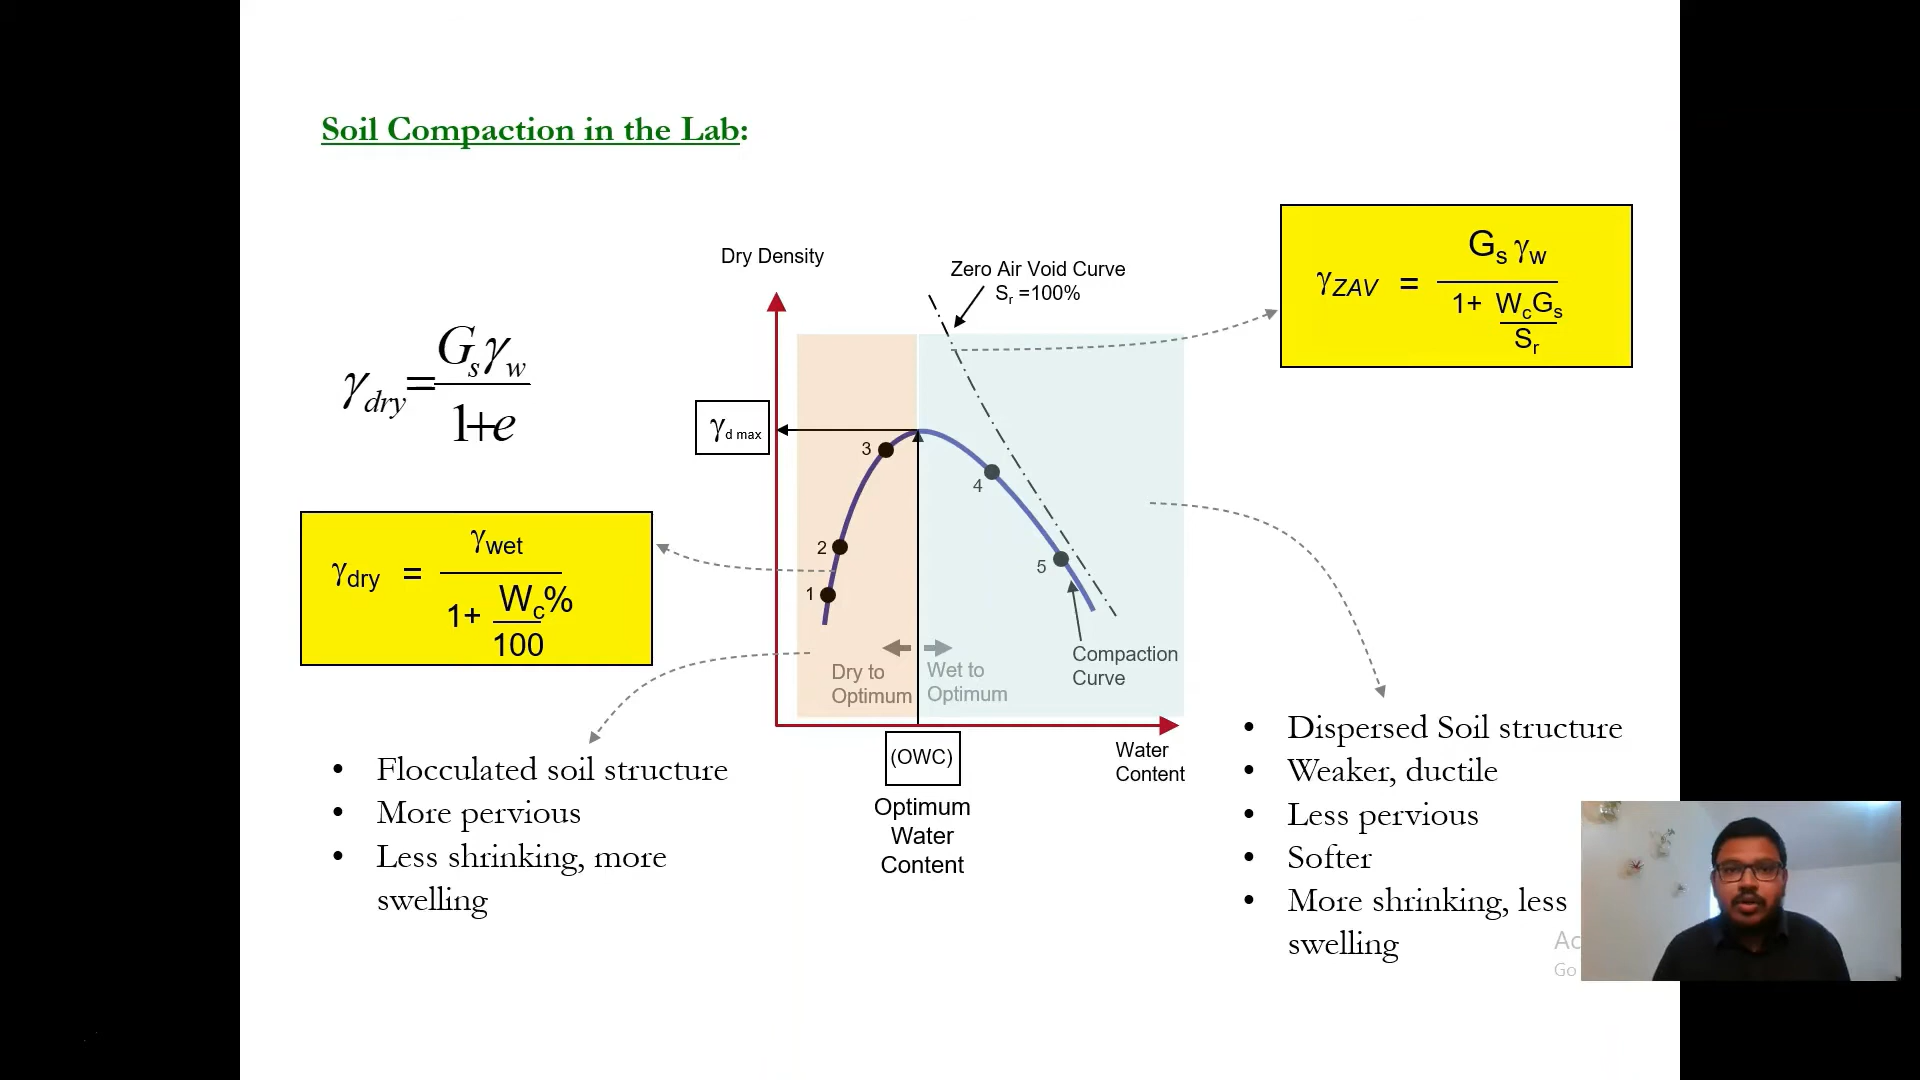 Soil Compaction in the Lab:
Dry Density
Zero Air Void Curve
Sr =100%
γZAV = Gs γw / 1+ WcGs / Sr
γdry = Gs γw / 1+e
γd max
3
4
2
5
1
γdry = γwet / 1+ Wc% / 100
Dry to
Optimum
Wet to
Optimum
Compaction
Curve
(OWC)
Water
Content
Optimum
Water
Content
• Flocculated soil structure
• More pervious
• Less shrinking, more
swelling
• Dispersed Soil structure
• Weaker, ductile
• Less pervious
• Softer
• More shrinking, less
swelling
Go